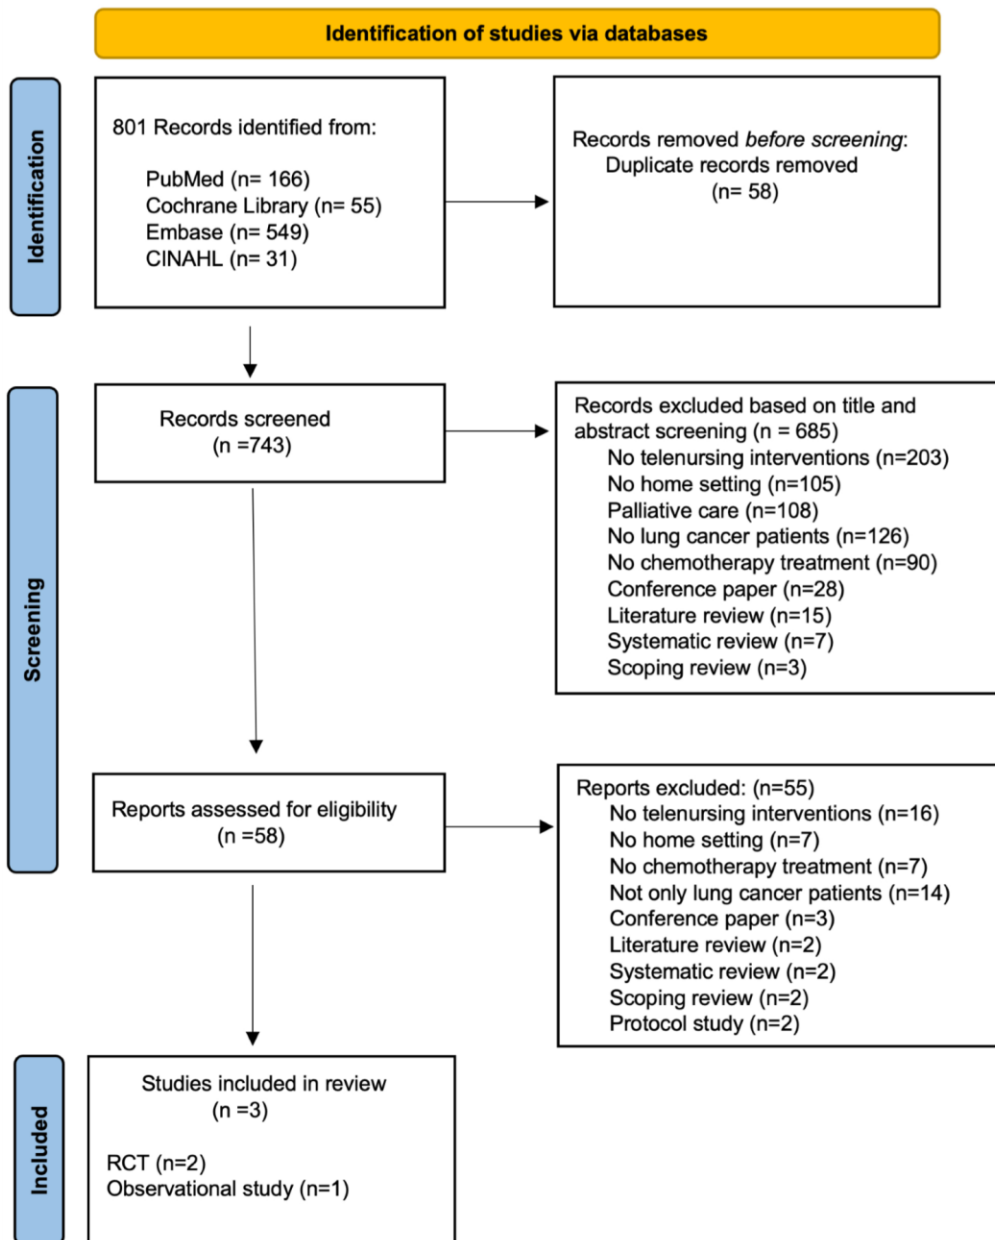 Identification of studies via databases
Identification
801 Records identified from:
PubMed (n= 166)
Cochrane Library (n= 55)
Embase (n= 549)
CINAHL (n= 31)
Records removed before screening:
Duplicate records removed
(n= 58)
Screening
Records screened
(n =743)
Records excluded based on title and
abstract screening (n = 685)
No telenursing interventions (n=203)
No home setting (n=105)
Palliative care (n=108)
No lung cancer patients (n=126)
No chemotherapy treatment (n=90)
Conference paper (n=28)
Literature review (n=15)
Systematic review (n=7)
Scoping review (n=3)
Reports assessed for eligibility
(n =58)
Reports excluded: (n=55)
No telenursing interventions (n=16)
No home setting (n=7)
No chemotherapy treatment (n=7)
Not only lung cancer patients (n=14)
Conference paper (n=3)
Literature review (n=2)
Systematic review (n=2)
Scoping review (n=2)
Protocol study (n=2)
Included
Studies included in review
(n =3)
RCT (n=2)
Observational study (n=1)